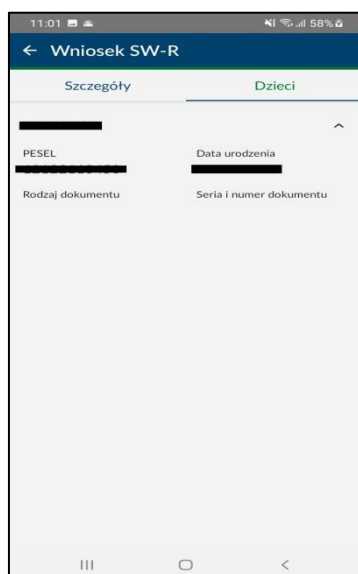 11:01 58%
Wniosek SW-R
Szczegóły Dzieci
PESEL Data urodzenia
Rodzaj dokumentu Seria i numer dokumentu